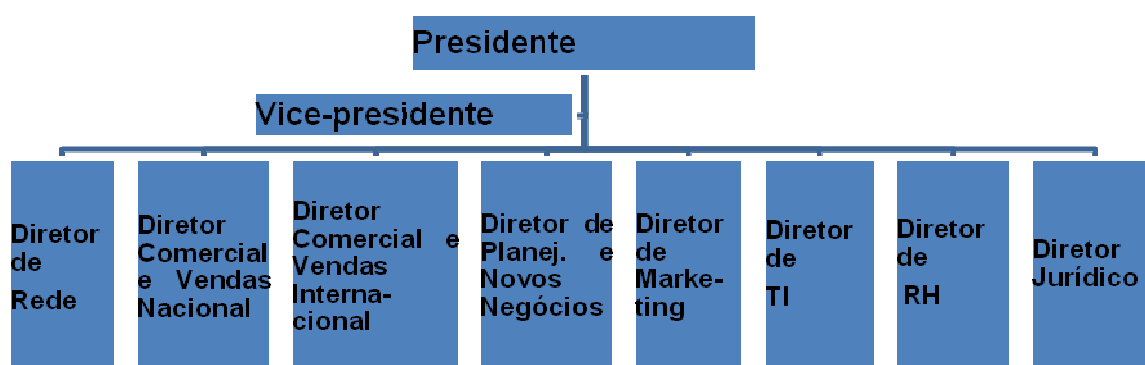 Presidente
Vice-presidente
Diretor
de
Rede
Diretor
Comercial
e Vendas
Nacional
Diretor
Comercial e
Vendas
Interna-
cional
Diretor de
Planej. e
Novos
Negócios
Diretor
de
Marke-
ting
Diretor
de
TI
Diretor
de
RH
Diretor
Jurídico